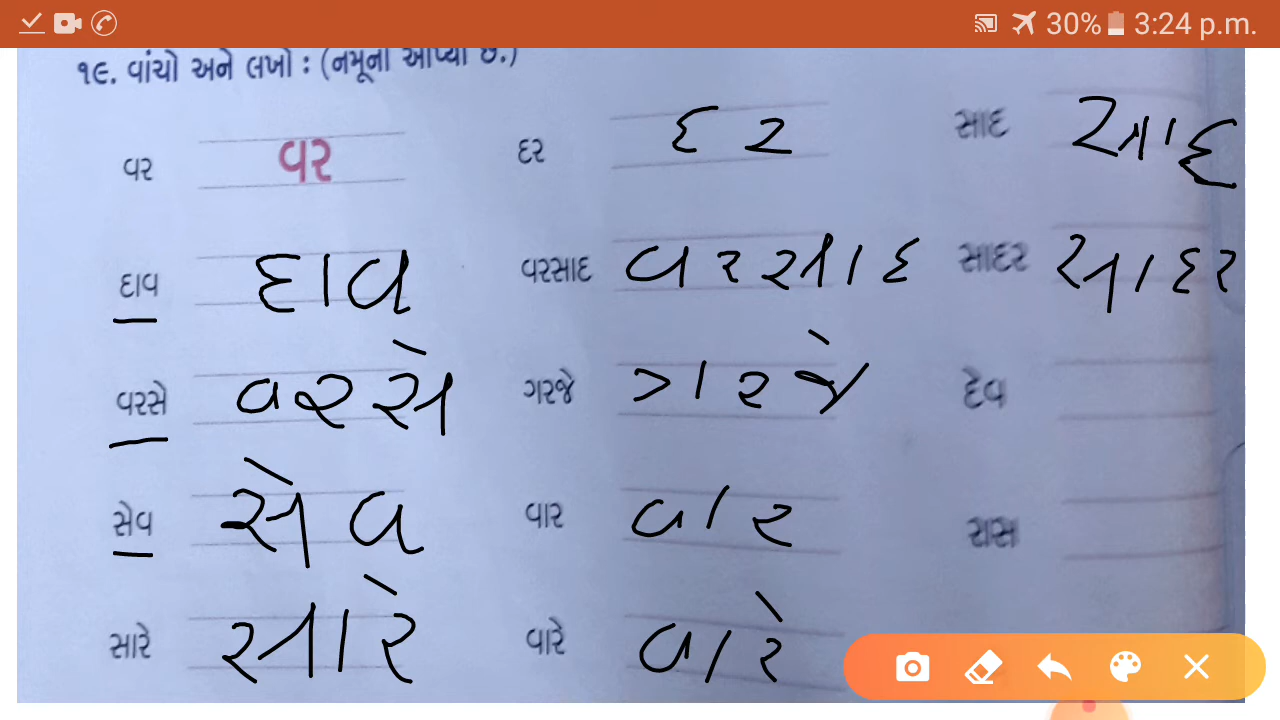 30% 3:24 p.m.
૧૯. વાંચો અને લખો : (નમૂના આપ્યા છે.)
વર વર દર દર સાદ સાદ
દાવ દાવ વરસાદ વરસાદ સાદર સાદર
વરસે વરસે ગરજે ગરજે દેવ
સેવ સેવ વાર વાર રાસ
સારે સારે વારે વારે